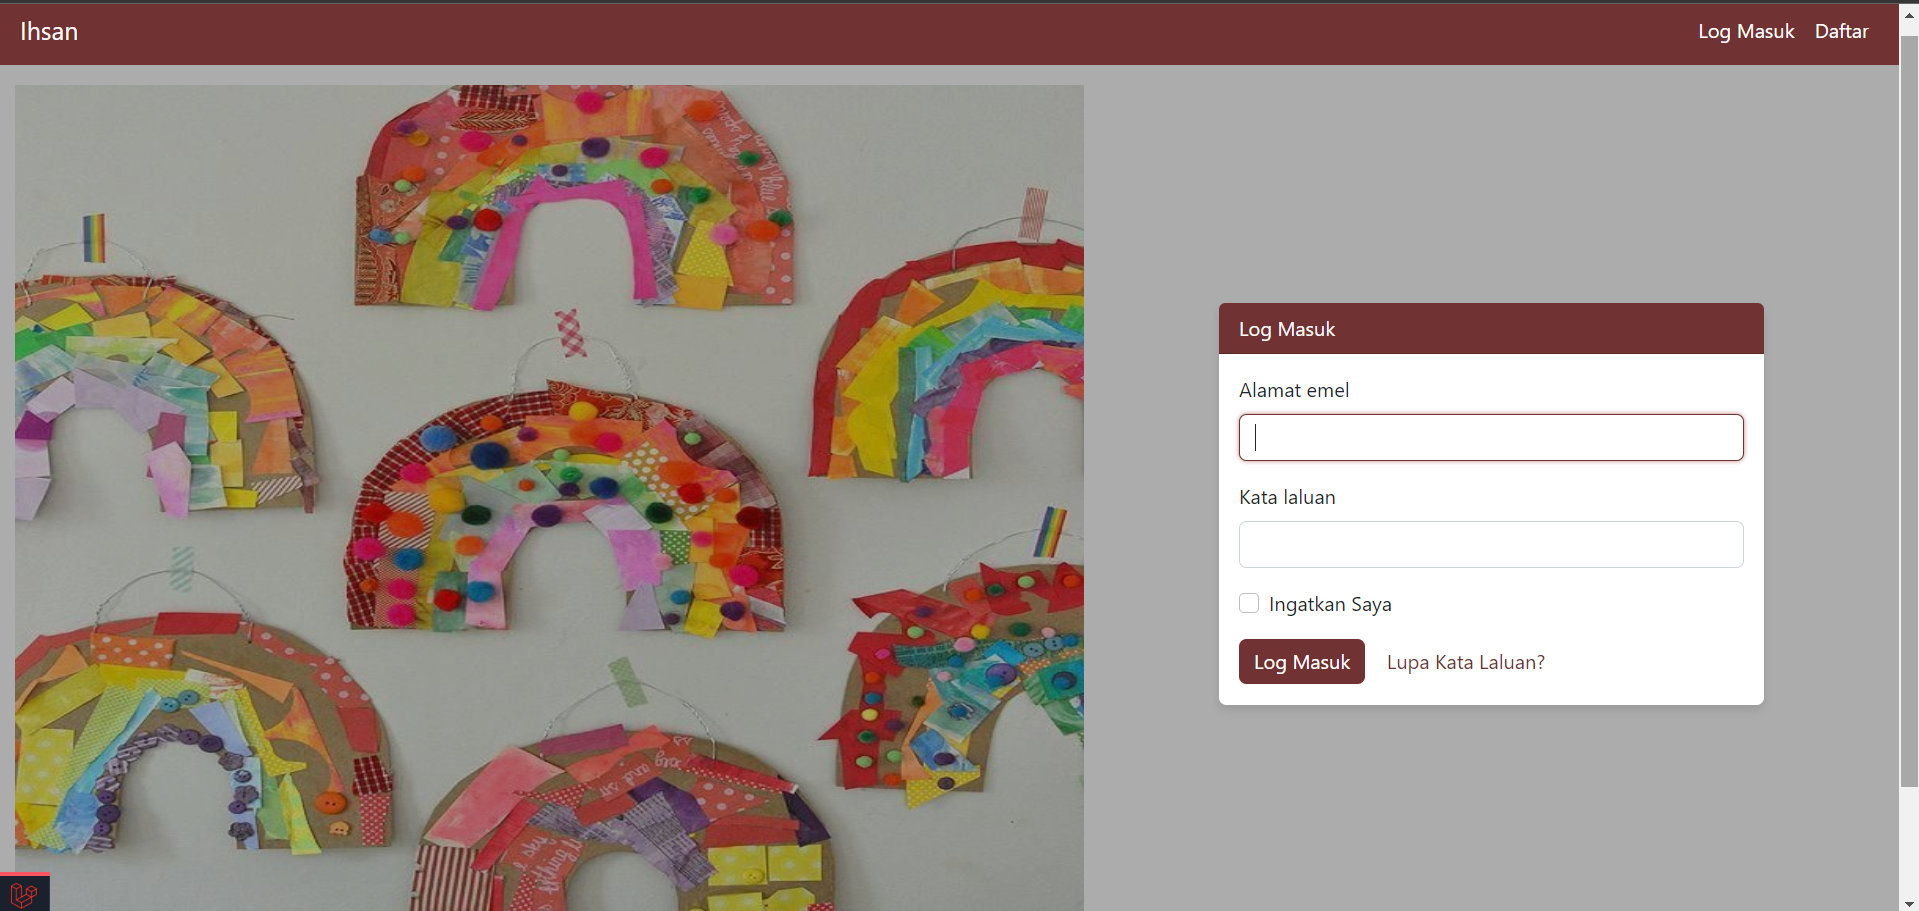 Ihsan
Log Masuk Daftar
Log Masuk
Alamat emel
Kata laluan
Ingatkan Saya
Log Masuk Lupa Kata Laluan?